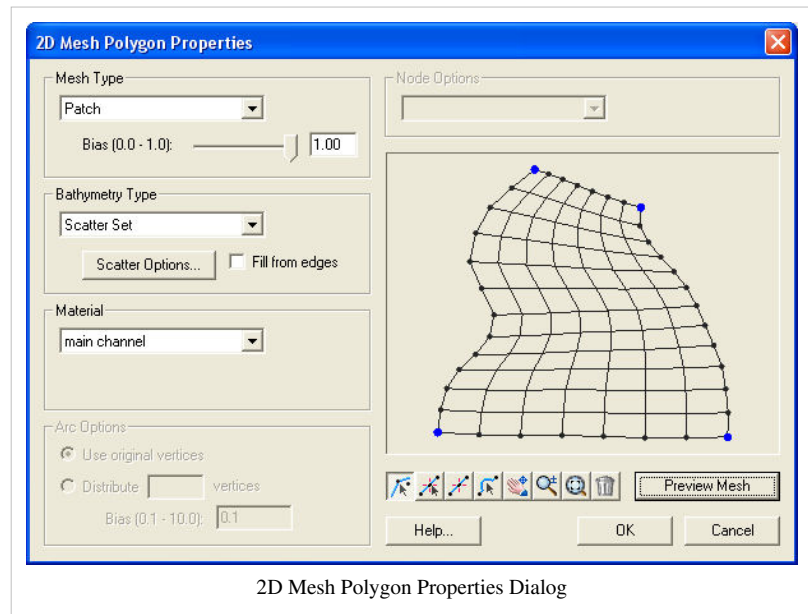 2D Mesh Polygon Properties
Mesh Type
Patch
Bias (0.0 - 1.0):
1.00
Bathymetry Type
Scatter Set
Scatter Options...
Fill from edges
Material
main channel
Arc Options
Use original vertices
Distribute
vertices
Bias (0.1 - 10.0):
0.1
Node Options
Preview Mesh
Help...
OK
Cancel
2D Mesh Polygon Properties Dialog